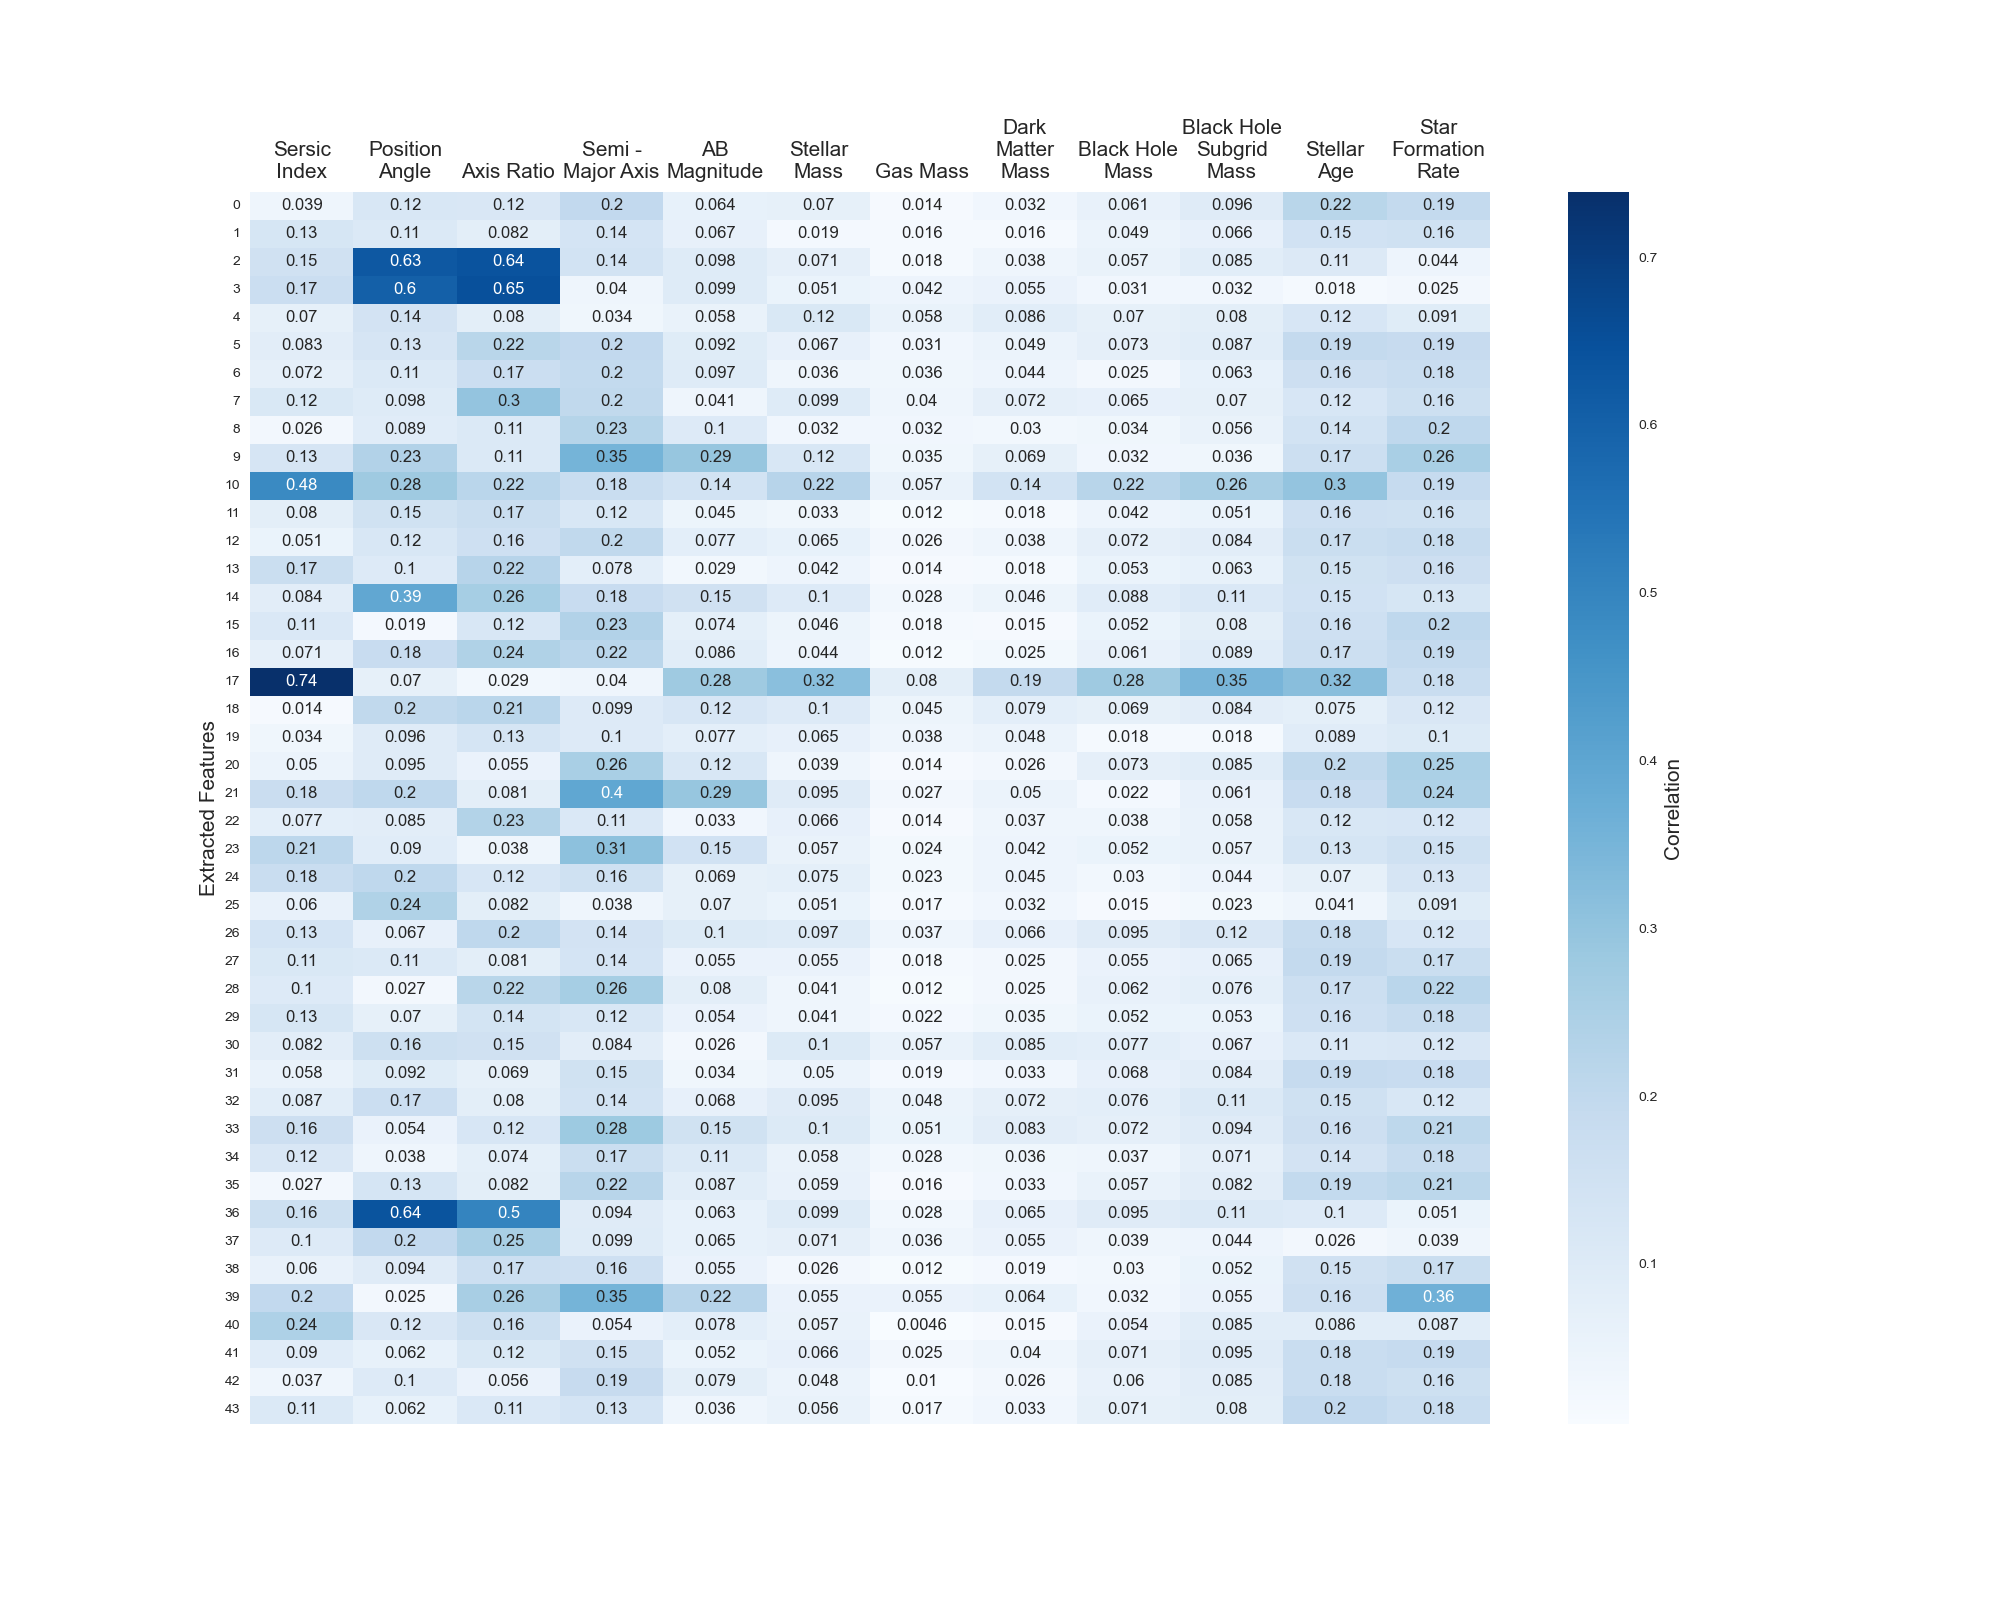 Dark Black Hole Star
Sersic Position Semi - AB Stellar Matter Black Hole Subgrid Stellar Formation
Index Angle Axis Ratio Major Axis Magnitude Mass Gas Mass Mass Mass Mass Age Rate
0 0.039 0.12 0.12 0.2 0.064 0.07 0.014 0.032 0.061 0.096 0.22 0.19
1 0.13 0.11 0.082 0.14 0.067 0.019 0.016 0.016 0.049 0.066 0.15 0.16
2 0.15 0.63 0.64 0.14 0.098 0.071 0.018 0.038 0.057 0.085 0.11 0.044
3 0.17 0.6 0.65 0.04 0.099 0.051 0.042 0.055 0.031 0.032 0.018 0.025
4 0.07 0.14 0.08 0.034 0.058 0.12 0.058 0.086 0.07 0.08 0.12 0.091
5 0.083 0.13 0.22 0.2 0.092 0.067 0.031 0.049 0.073 0.087 0.19 0.19
6 0.072 0.11 0.17 0.2 0.097 0.036 0.036 0.044 0.025 0.063 0.16 0.18
7 0.12 0.098 0.3 0.2 0.041 0.099 0.04 0.072 0.065 0.07 0.12 0.16
8 0.026 0.089 0.11 0.23 0.1 0.032 0.032 0.03 0.034 0.056 0.14 0.2
9 0.13 0.23 0.11 0.35 0.29 0.12 0.035 0.069 0.032 0.036 0.17 0.26
10 0.48 0.28 0.22 0.18 0.14 0.22 0.057 0.14 0.22 0.26 0.3 0.19
11 0.08 0.15 0.17 0.12 0.045 0.033 0.012 0.018 0.042 0.051 0.16 0.16
12 0.051 0.12 0.16 0.2 0.077 0.065 0.026 0.038 0.072 0.084 0.17 0.18
13 0.17 0.1 0.22 0.078 0.029 0.042 0.014 0.018 0.053 0.063 0.15 0.16
14 0.084 0.39 0.26 0.18 0.15 0.1 0.028 0.046 0.088 0.11 0.15 0.13
15 0.11 0.019 0.12 0.23 0.074 0.046 0.018 0.015 0.052 0.08 0.16 0.2
16 0.071 0.18 0.24 0.22 0.086 0.044 0.012 0.025 0.061 0.089 0.17 0.19
17 0.74 0.07 0.029 0.04 0.28 0.32 0.08 0.19 0.28 0.35 0.32 0.18
18 0.014 0.2 0.21 0.099 0.12 0.1 0.045 0.079 0.069 0.084 0.075 0.12
19 0.034 0.096 0.13 0.1 0.077 0.065 0.038 0.048 0.018 0.018 0.089 0.1
20 0.05 0.095 0.055 0.26 0.12 0.039 0.014 0.026 0.073 0.085 0.2 0.25
21 0.18 0.2 0.081 0.4 0.29 0.095 0.027 0.05 0.022 0.061 0.18 0.24
22 0.077 0.085 0.23 0.11 0.033 0.066 0.014 0.037 0.038 0.058 0.12 0.12
23 0.21 0.09 0.038 0.31 0.15 0.057 0.024 0.042 0.052 0.057 0.13 0.15
24 0.18 0.2 0.12 0.16 0.069 0.075 0.023 0.045 0.03 0.044 0.07 0.13
25 0.06 0.24 0.082 0.038 0.07 0.051 0.017 0.032 0.015 0.023 0.041 0.091
26 0.13 0.067 0.2 0.14 0.1 0.097 0.037 0.066 0.095 0.12 0.18 0.12
27 0.11 0.11 0.081 0.14 0.055 0.055 0.018 0.025 0.055 0.065 0.19 0.17
28 0.1 0.027 0.22 0.26 0.08 0.041 0.012 0.025 0.062 0.076 0.17 0.22
29 0.13 0.07 0.14 0.12 0.054 0.041 0.022 0.035 0.052 0.053 0.16 0.18
30 0.082 0.16 0.15 0.084 0.026 0.1 0.057 0.085 0.077 0.067 0.11 0.12
31 0.058 0.092 0.069 0.15 0.034 0.05 0.019 0.033 0.068 0.084 0.19 0.18
32 0.087 0.17 0.08 0.14 0.068 0.095 0.048 0.072 0.076 0.11 0.15 0.12
33 0.16 0.054 0.12 0.28 0.15 0.1 0.051 0.083 0.072 0.094 0.16 0.21
34 0.12 0.038 0.074 0.17 0.11 0.058 0.028 0.036 0.037 0.071 0.14 0.18
35 0.027 0.13 0.082 0.22 0.087 0.059 0.016 0.033 0.057 0.082 0.19 0.21
36 0.16 0.64 0.5 0.094 0.063 0.099 0.028 0.065 0.095 0.11 0.1 0.051
37 0.1 0.2 0.25 0.099 0.065 0.071 0.036 0.055 0.039 0.044 0.026 0.039
38 0.06 0.094 0.17 0.16 0.055 0.026 0.012 0.019 0.03 0.052 0.15 0.17
39 0.2 0.025 0.26 0.35 0.22 0.055 0.055 0.064 0.032 0.055 0.16 0.36
40 0.24 0.12 0.16 0.054 0.078 0.057 0.0046 0.015 0.054 0.085 0.086 0.087
41 0.09 0.062 0.12 0.15 0.052 0.066 0.025 0.04 0.071 0.095 0.18 0.19
42 0.037 0.1 0.056 0.19 0.079 0.048 0.01 0.026 0.06 0.085 0.18 0.16
43 0.11 0.062 0.11 0.13 0.036 0.056 0.017 0.033 0.071 0.08 0.2 0.18
Extracted Features
0.7
0.6
0.5
0.4
0.3
0.2
0.1
Correlation